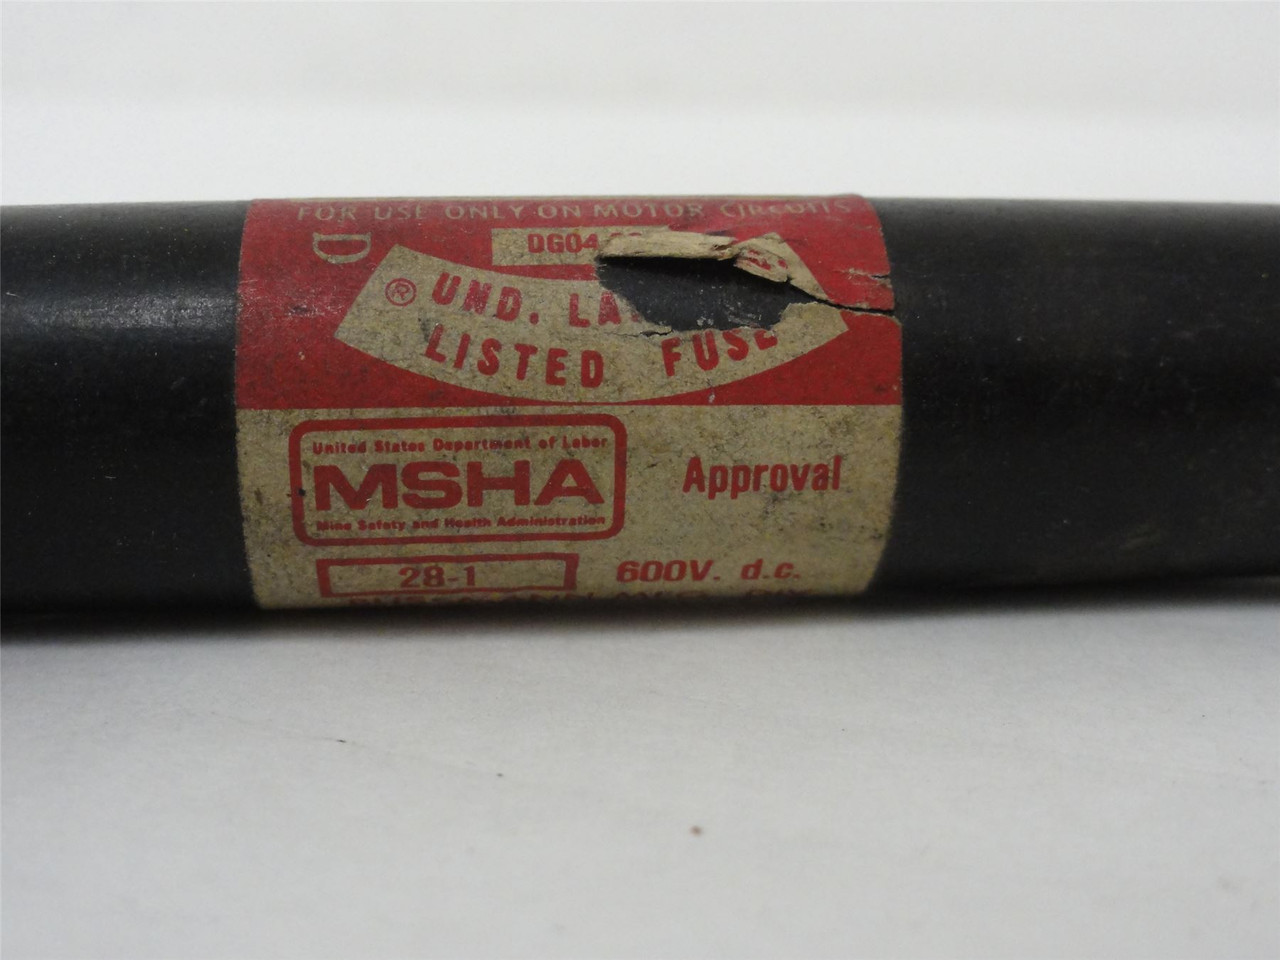 FOR USE ONLY ON MOTOR CIRCUITS
D
DG04
® UND. LA
LISTED FUSE
United States Department of Labor
MSHA
Mine Safety and Health Administration
Approval
28-1
600V. d.c.